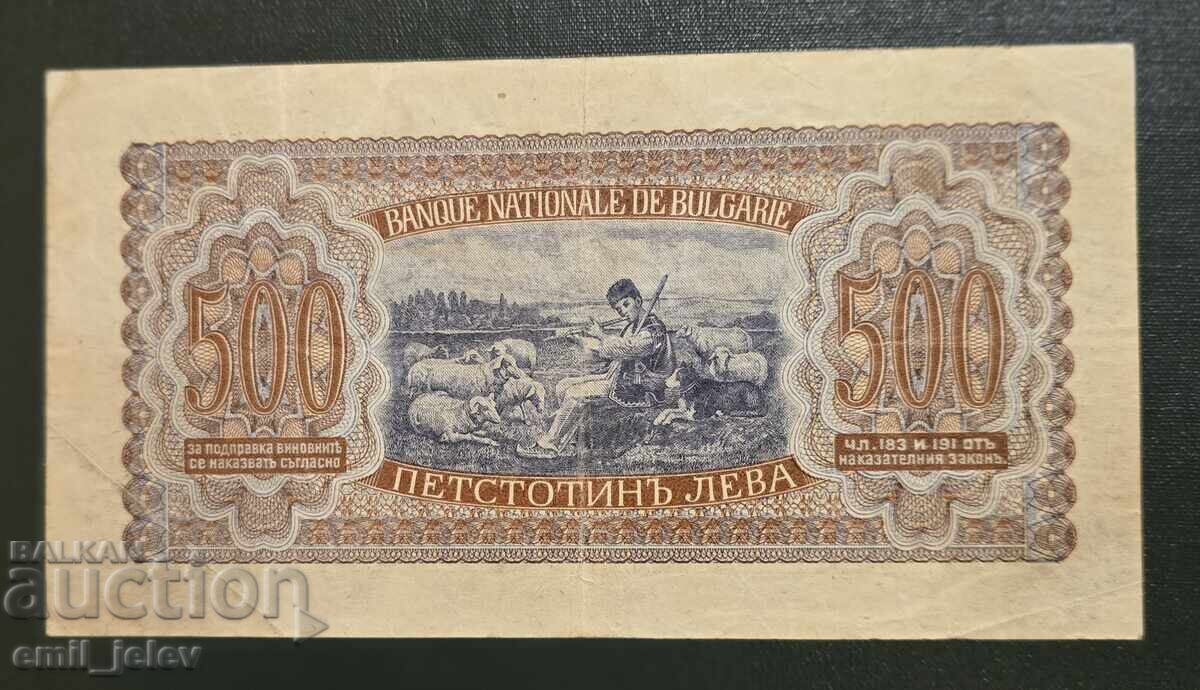 BANQUE NATIONALE DE BULGARIE
500
500
ЗА ПОДПРАВКА ВИНОВНИТѢ
СЕ НАКАЗВАТЪ СЪГЛАСНО
ЧЛ. 183 И 191 ОТЪ
НАКАЗАТЕЛНИЯ ЗАКОНЪ.
ПЕТСТОТИНЪ ЛЕВА
BALKAN
auction
emil_jelev